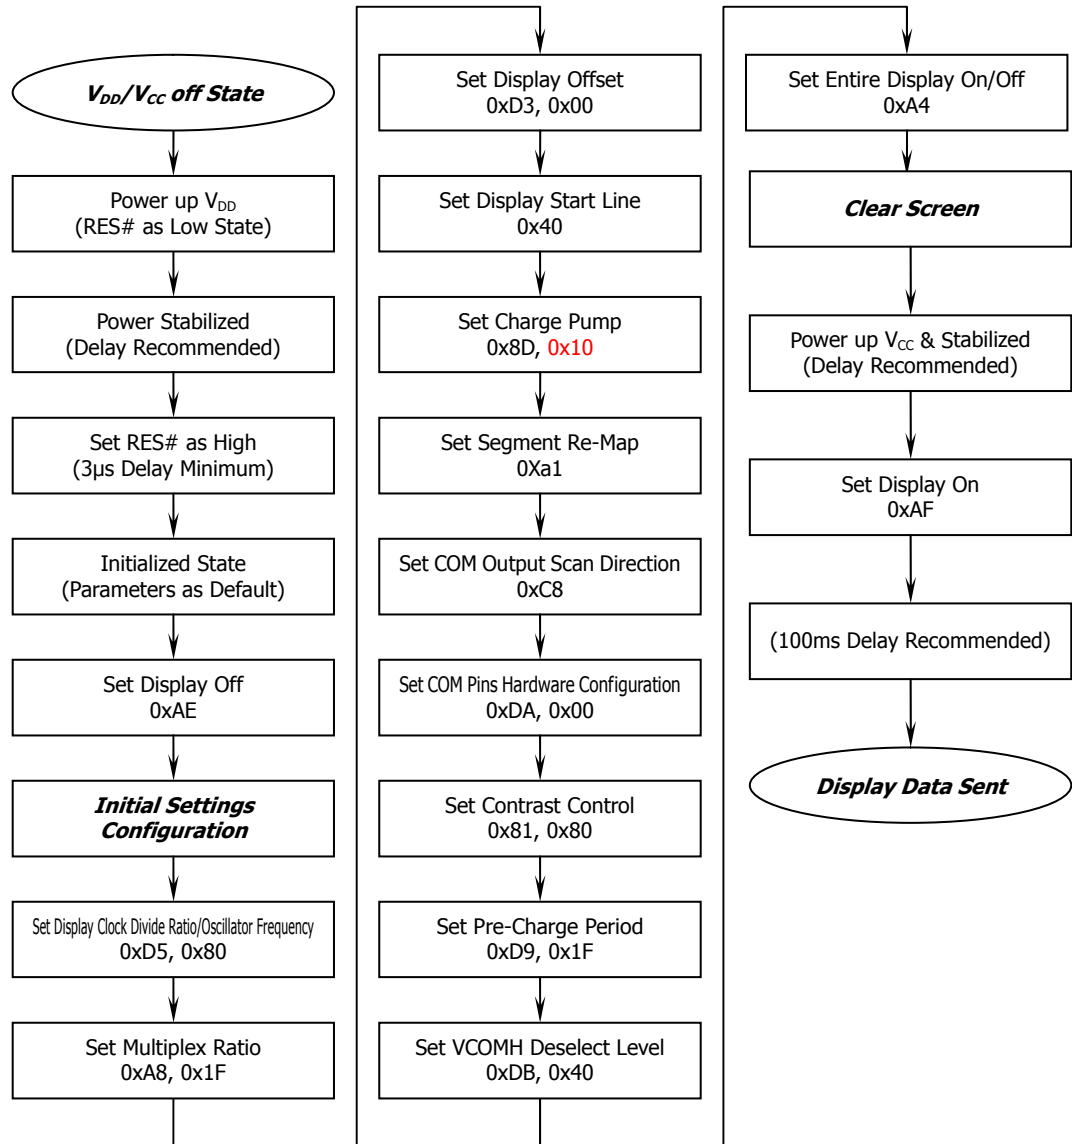 V_DD/V_CC off State
Power up V_DD
(RES# as Low State)
Power Stabilized
(Delay Recommended)
Set RES# as High
(3μs Delay Minimum)
Initialized State
(Parameters as Default)
Set Display Off
0xAE
Initial Settings
Configuration
Set Display Clock Divide Ratio/Oscillator Frequency
0xD5, 0x80
Set Multiplex Ratio
0xA8, 0x1F
Set Display Offset
0xD3, 0x00
Set Display Start Line
0x40
Set Charge Pump
0x8D, 0x10
Set Segment Re-Map
0Xa1
Set COM Output Scan Direction
0xC8
Set COM Pins Hardware Configuration
0xDA, 0x00
Set Contrast Control
0x81, 0x80
Set Pre-Charge Period
0xD9, 0x1F
Set VCOMH Deselect Level
0xDB, 0x40
Set Entire Display On/Off
0xA4
Clear Screen
Power up V_CC & Stabilized
(Delay Recommended)
Set Display On
0xAF
(100ms Delay Recommended)
Display Data Sent